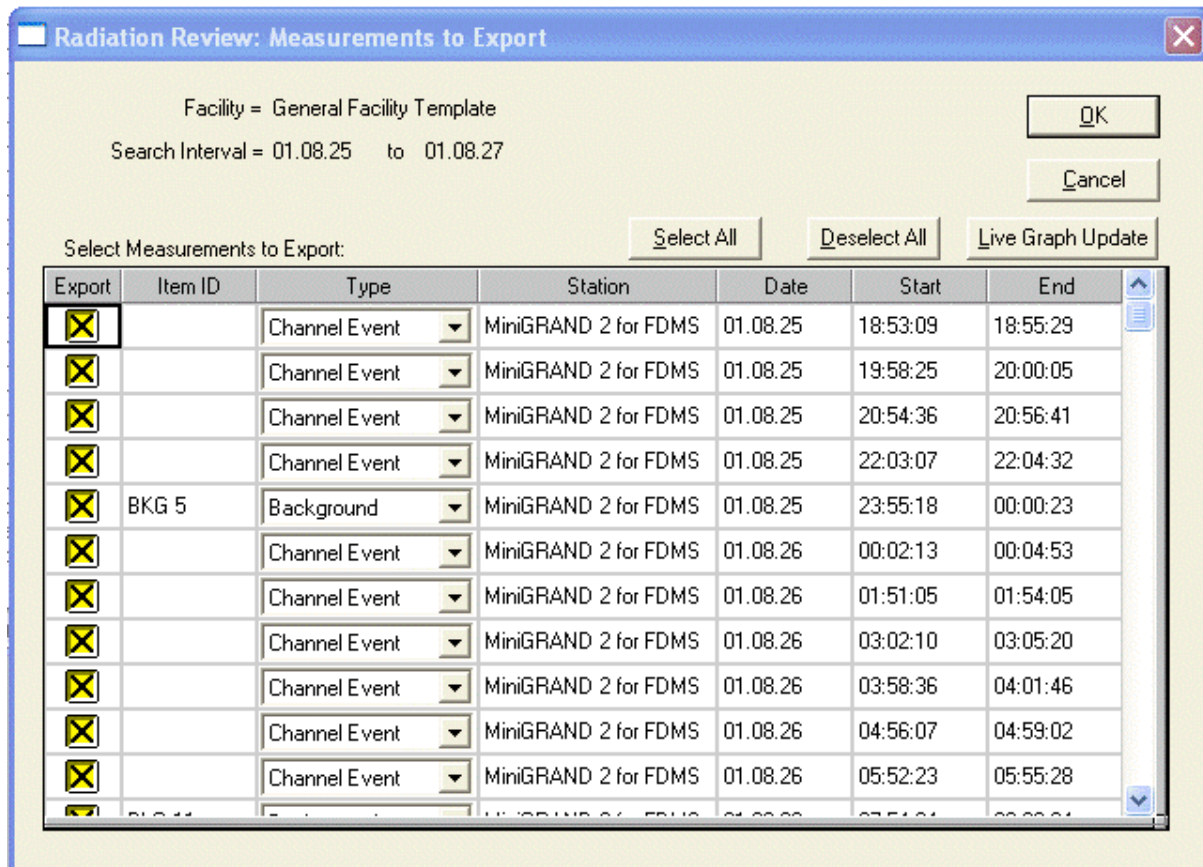 Radiation Review: Measurements to Export
Facility = General Facility Template
Search Interval = 01.08.25 to 01.08.27
OK
Cancel
Select Measurements to Export:
Select All
Deselect All
Live Graph Update
Export Item ID Type Station Date Start End
Channel Event MiniGRAND 2 for FDMS 01.08.25 18:53:09 18:55:29
Channel Event MiniGRAND 2 for FDMS 01.08.25 19:58:25 20:00:05
Channel Event MiniGRAND 2 for FDMS 01.08.25 20:54:36 20:56:41
Channel Event MiniGRAND 2 for FDMS 01.08.25 22:03:07 22:04:32
BKG 5 Background MiniGRAND 2 for FDMS 01.08.25 23:55:18 00:00:23
Channel Event MiniGRAND 2 for FDMS 01.08.26 00:02:13 00:04:53
Channel Event MiniGRAND 2 for FDMS 01.08.26 01:51:05 01:54:05
Channel Event MiniGRAND 2 for FDMS 01.08.26 03:02:10 03:05:20
Channel Event MiniGRAND 2 for FDMS 01.08.26 03:58:36 04:01:46
Channel Event MiniGRAND 2 for FDMS 01.08.26 04:56:07 04:59:02
Channel Event MiniGRAND 2 for FDMS 01.08.26 05:52:23 05:55:28